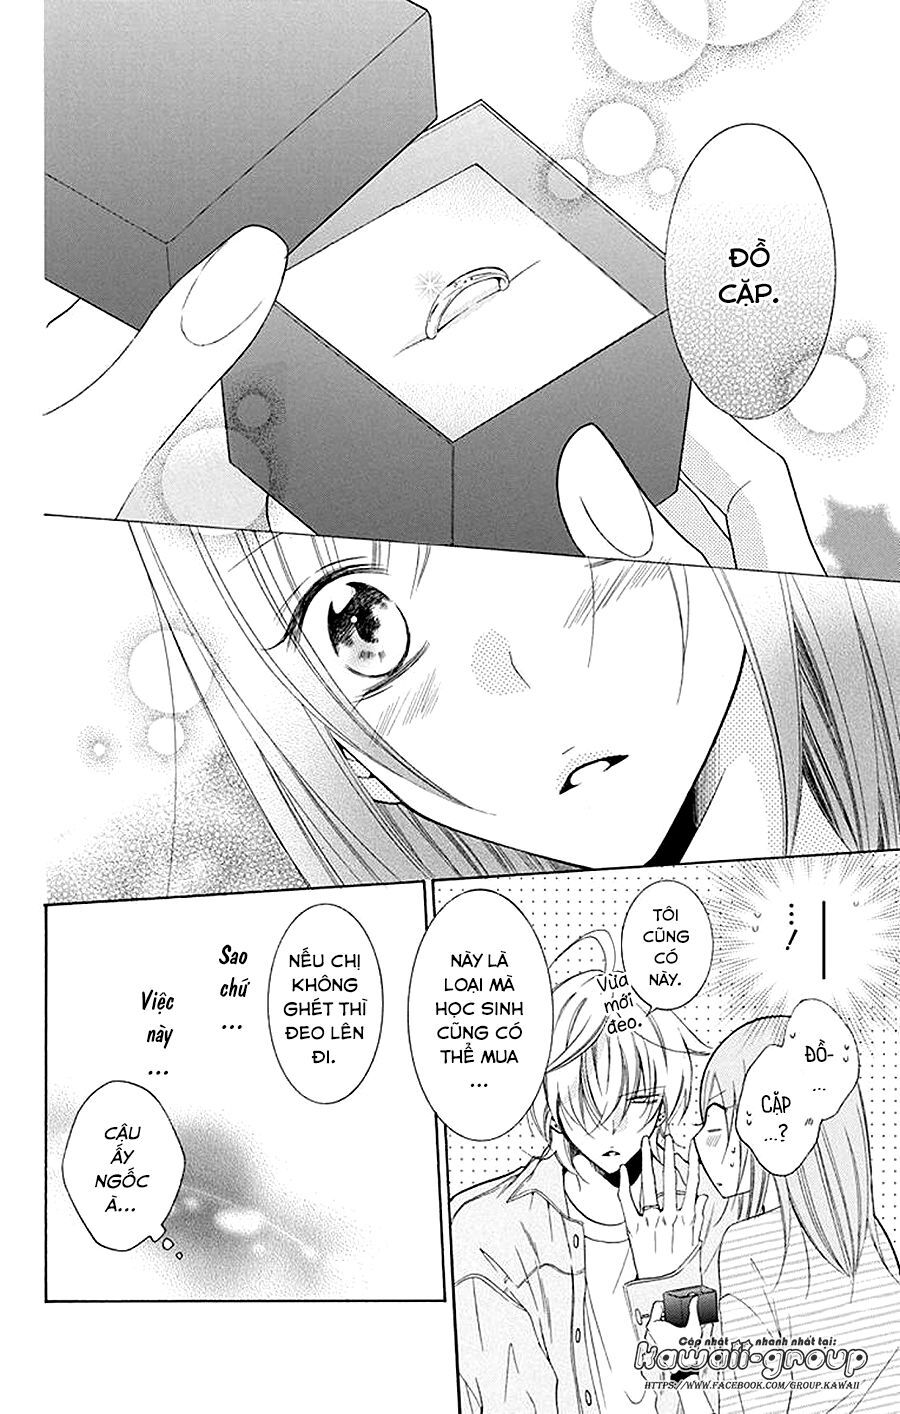 ĐỒ
CẶP.
...!
ĐỒ-
...
CẶP
...?
TÔI
CŨNG
CÓ
NÀY.
Vừa
mới
đeo.
NÀY LÀ
LOẠI MÀ
HỌC SINH
CŨNG CÓ
THỂ MUA
...
NẾU CHỊ
KHÔNG
GHÉT THÌ
ĐEO LÊN
ĐI.
Sao
chứ
...
Việc
này
...
CẬU
ẤY
NGỐC
À...
Cập nhật nhanh nhất tại:
kawaii-group
HTTPS://WWW.FACEBOOK.COM/GROUP.KAWAII